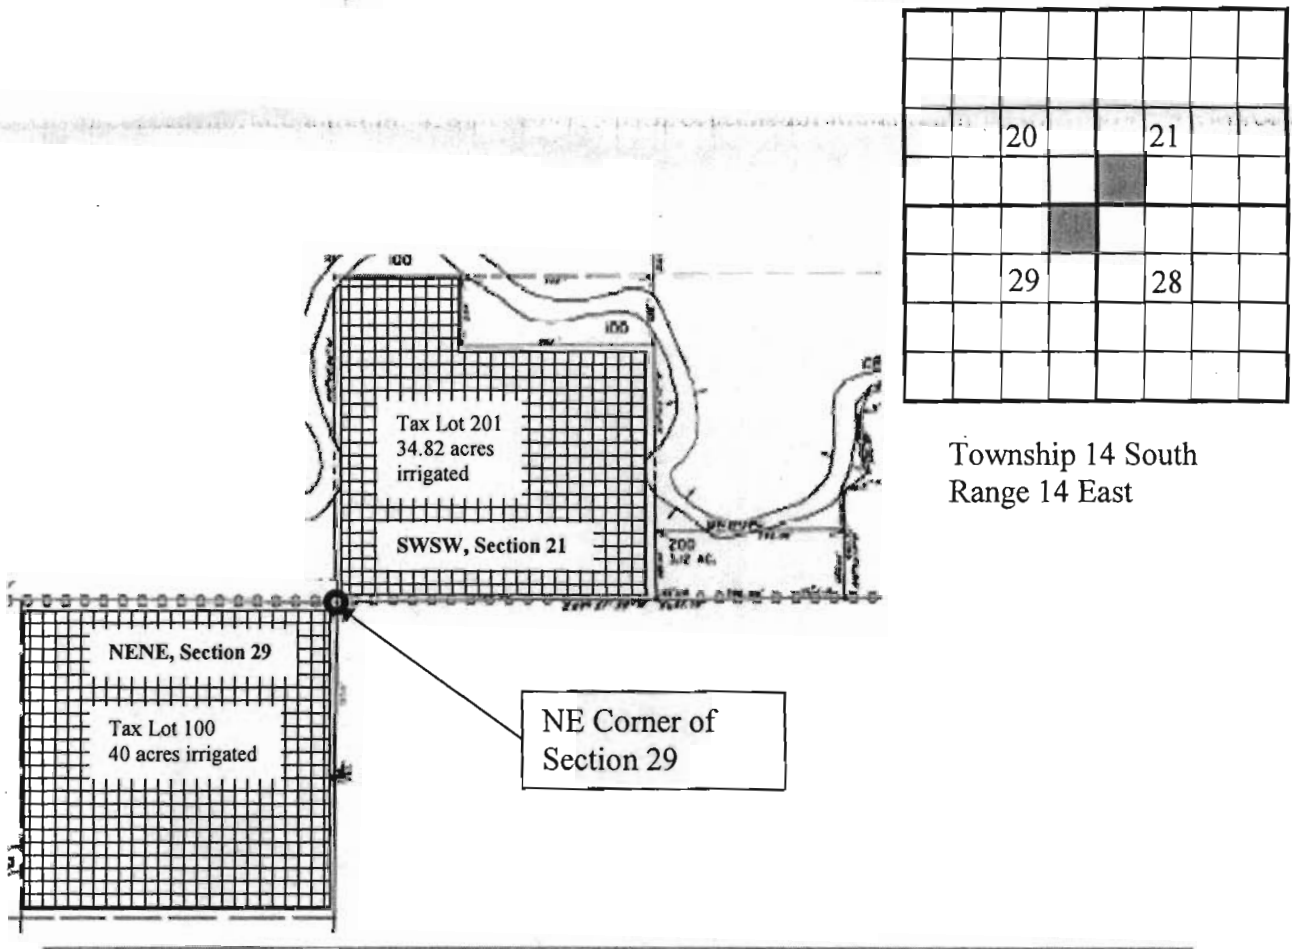 20
21
29
28
Township 14 South
Range 14 East
100
100
Tax Lot 201
34.82 acres
irrigated
SWSW, Section 21
200
NENE, Section 29
Tax Lot 100
40 acres irrigated
NE Corner of
Section 29